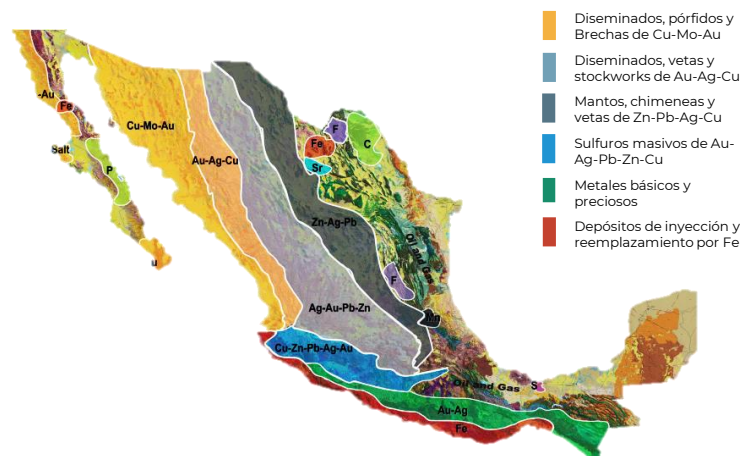 Diseminados, pórfidos y
Brechas de Cu-Mo-Au
Diseminados, vetas y
stockworks de Au-Ag-Cu
Mantos, chimeneas y
vetas de Zn-Pb-Ag-Cu
Sulfuros masivos de Au-
Ag-Pb-Zn-Cu
Metales básicos y
preciosos
Depósitos de inyección y
reemplazamiento por Fe
-Au
Fe
Cu-Mo-Au
Salt
P
Au-Ag-Cu
F
Fe
C
Sr
Zn-Ag-Pb
Oil and Gas
F
Ag-Au-Pb-Zn
Cu-Zn-Pb-Ag-Au
Oil and Gas
S
Au-Ag
Fe